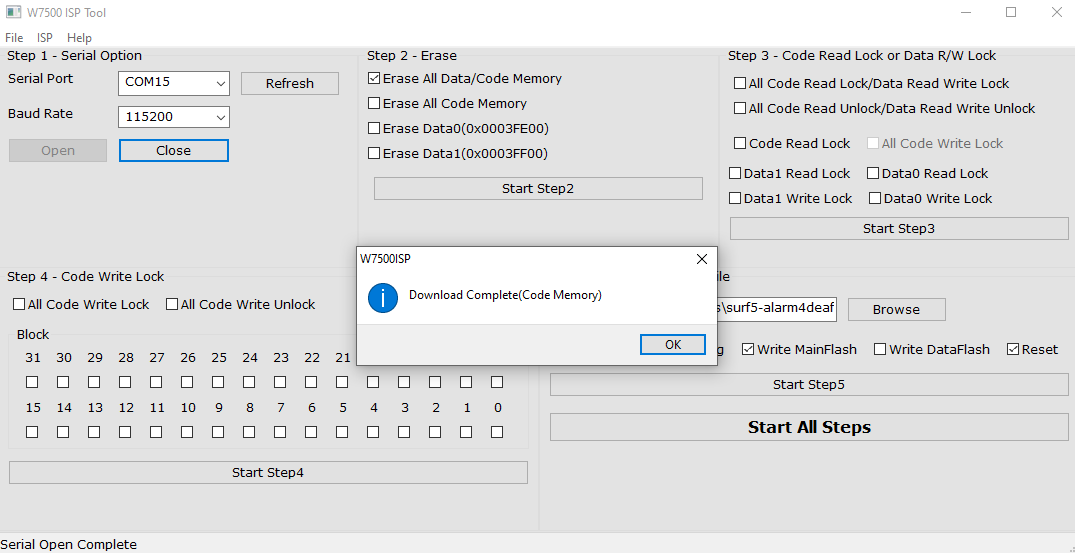 W7500 ISP Tool
File ISP Help
Step 1 - Serial Option
Serial Port COM15 Refresh
Baud Rate 115200
Open Close
Step 2 - Erase
Erase All Data/Code Memory
Erase All Code Memory
Erase Data0(0x0003FE00)
Erase Data1(0x0003FF00)
Start Step2
Step 3 - Code Read Lock or Data R/W Lock
All Code Read Lock/Data Read Write Lock
All Code Read Unlock/Data Read Write Unlock
Code Read Lock All Code Write Lock
Data1 Read Lock Data0 Read Lock
Data1 Write Lock Data0 Write Lock
Start Step3
Step 4 - Code Write Lock
All Code Write Lock All Code Write Unlock
Block
31 30 29 28 27 26 25 24 23 22 21
15 14 13 12 11 10 9 8 7 6 5 4 3 2 1 0
Start Step4
W7500ISP
Download Complete(Code Memory)
OK
s\surf5-alarm4deaf Browse
Write MainFlash Write DataFlash Reset
Start Step5
Start All Steps
Serial Open Complete